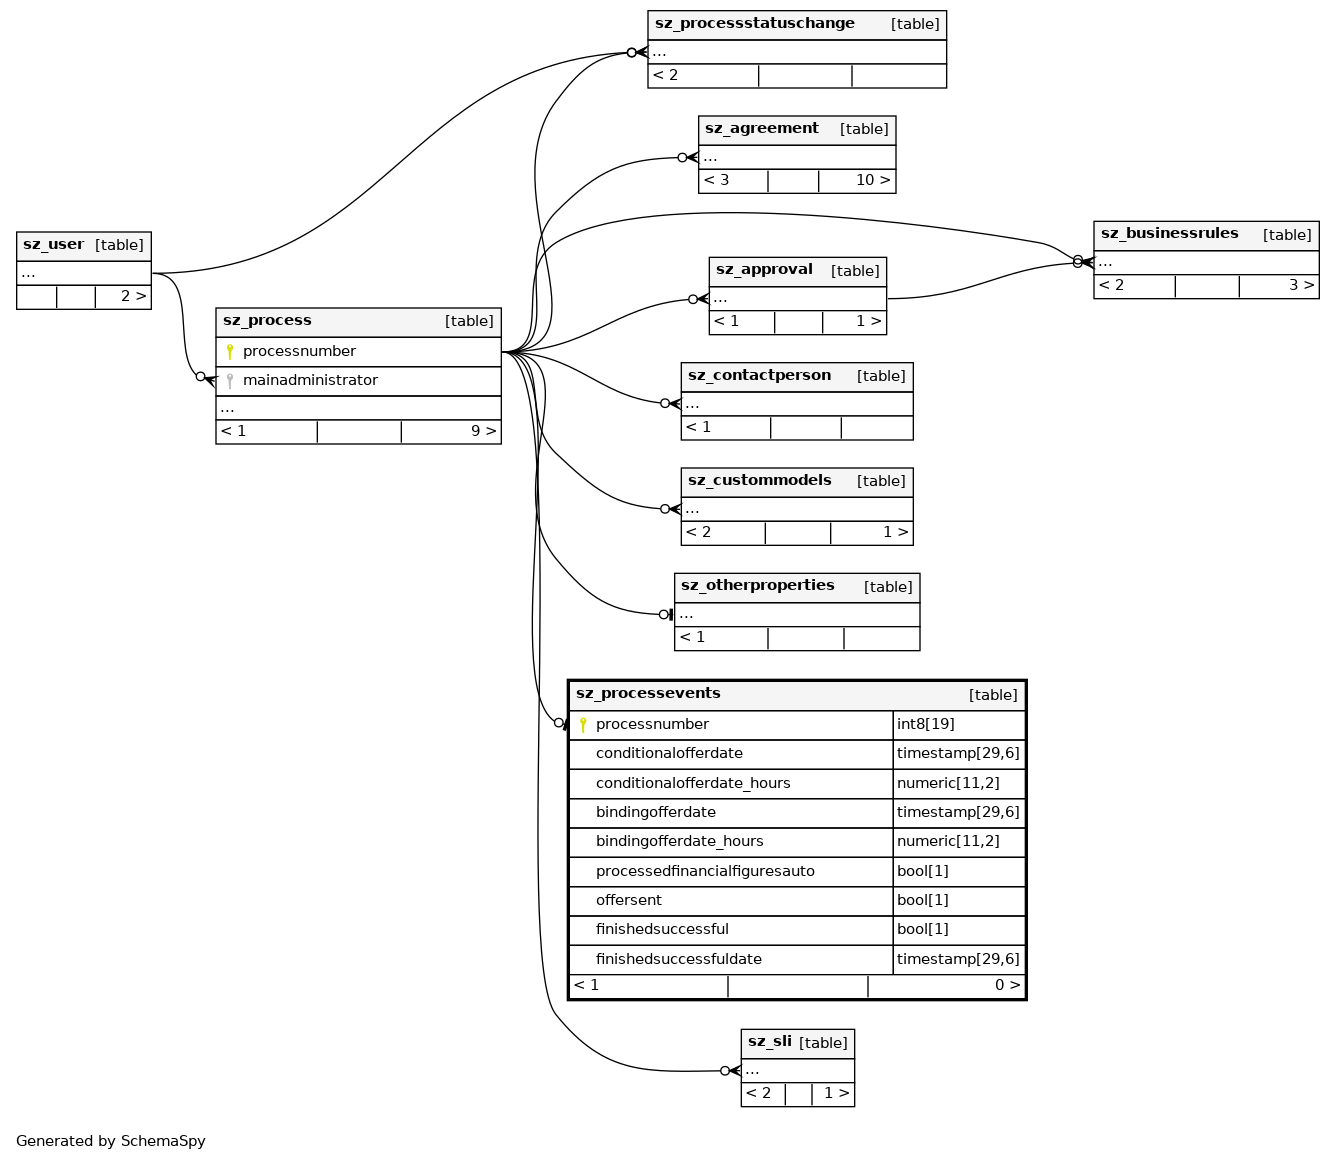 sz_processstatuschange [table]
...
< 2
sz_agreement [table]
...
< 3 10 >
sz_user [table]
...
2 >
sz_businessrules [table]
...
< 2 3 >
sz_approval [table]
...
< 1 1 >
sz_process [table]
processnumber
mainadministrator
...
< 1 9 >
sz_contactperson [table]
...
< 1
sz_custommodels [table]
...
< 2 1 >
sz_otherproperties [table]
...
< 1
sz_processevents [table]
processnumber int8[19]
conditionalofferdate timestamp[29,6]
conditionalofferdate_hours numeric[11,2]
bindingofferdate timestamp[29,6]
bindingofferdate_hours numeric[11,2]
processedfinancialfiguresauto bool[1]
offersent bool[1]
finishedsuccessful bool[1]
finishedsuccessfuldate timestamp[29,6]
< 1 0 >
sz_sli [table]
...
< 2 1 >
Generated by SchemaSpy